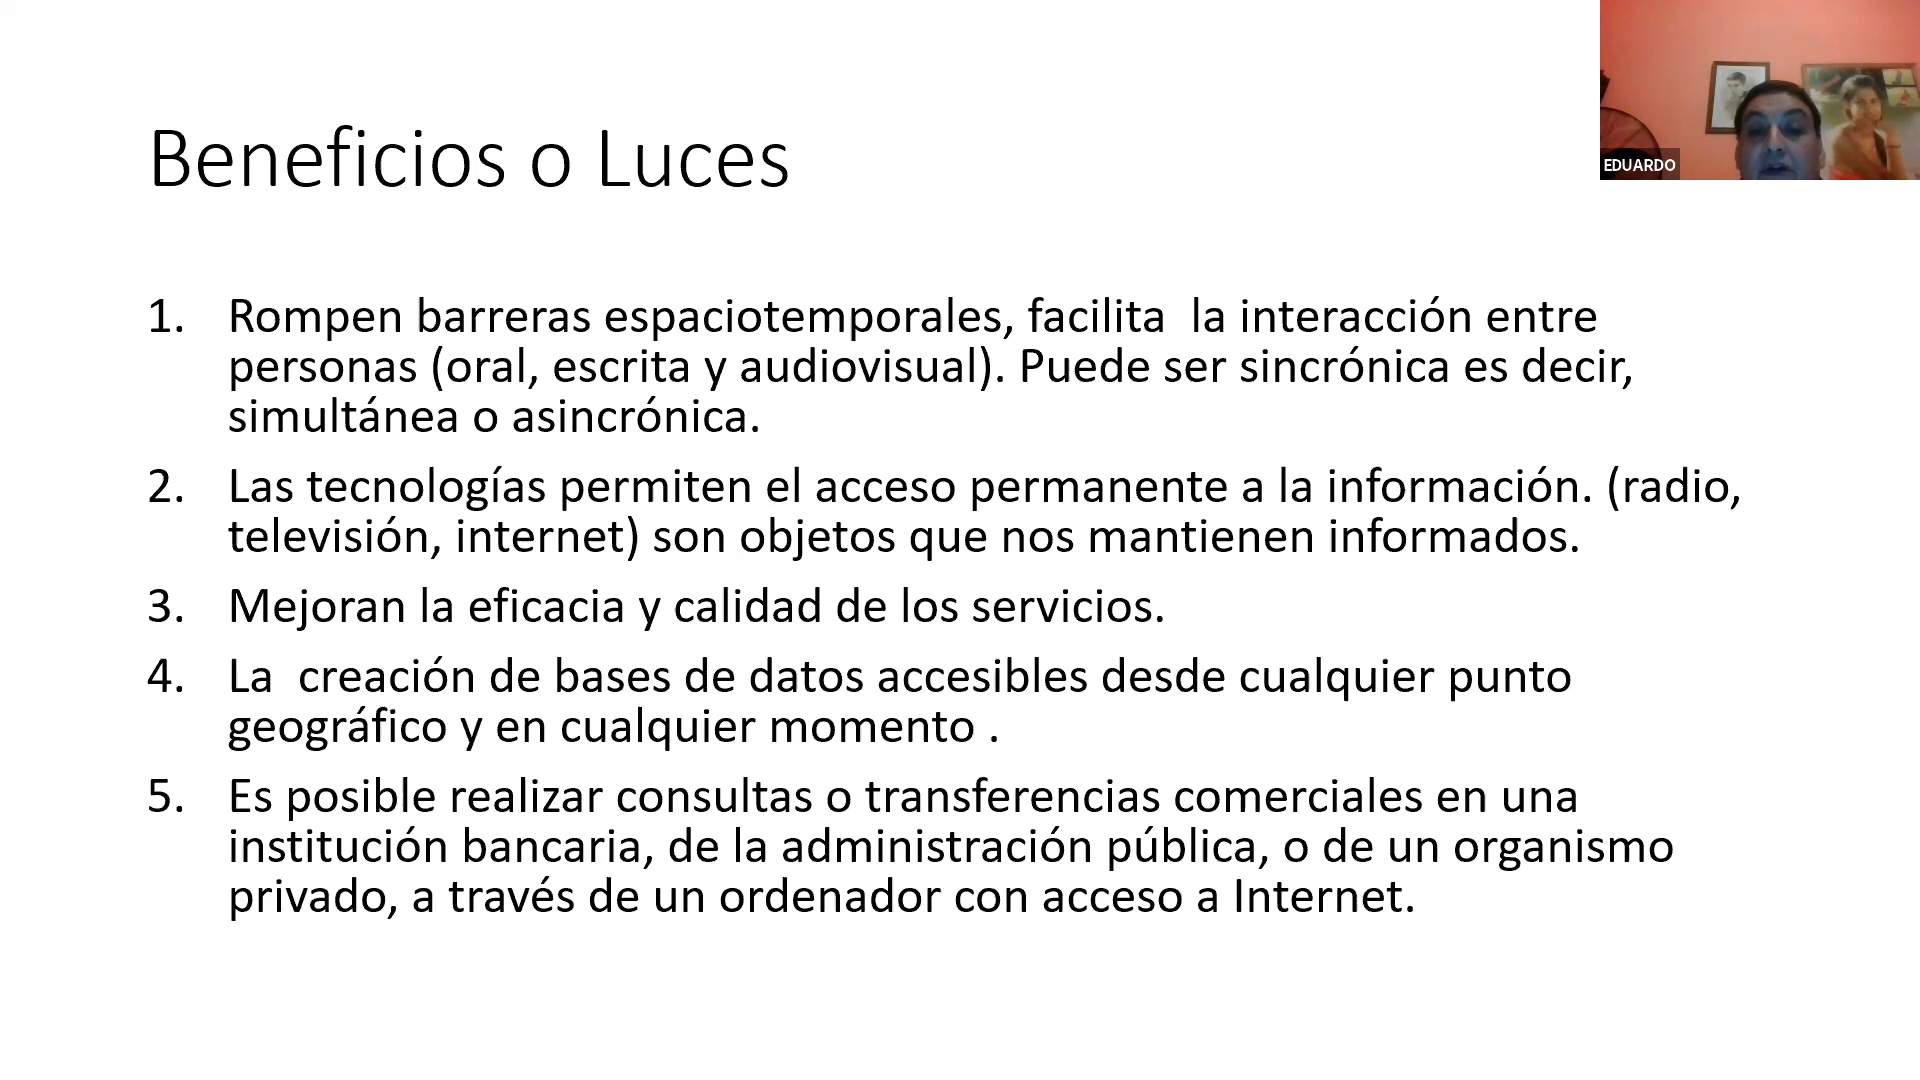 EDUARDO
Beneficios o Luces
1. Rompen barreras espaciotemporales, facilita  la interacción entre
personas (oral, escrita y audiovisual). Puede ser sincrónica es decir,
simultánea o asincrónica.
2. Las tecnologías permiten el acceso permanente a la información. (radio,
televisión, internet) son objetos que nos mantienen informados.
3. Mejoran la eficacia y calidad de los servicios.
4. La  creación de bases de datos accesibles desde cualquier punto
geográfico y en cualquier momento .
5. Es posible realizar consultas o transferencias comerciales en una
institución bancaria, de la administración pública, o de un organismo
privado, a través de un ordenador con acceso a Internet.